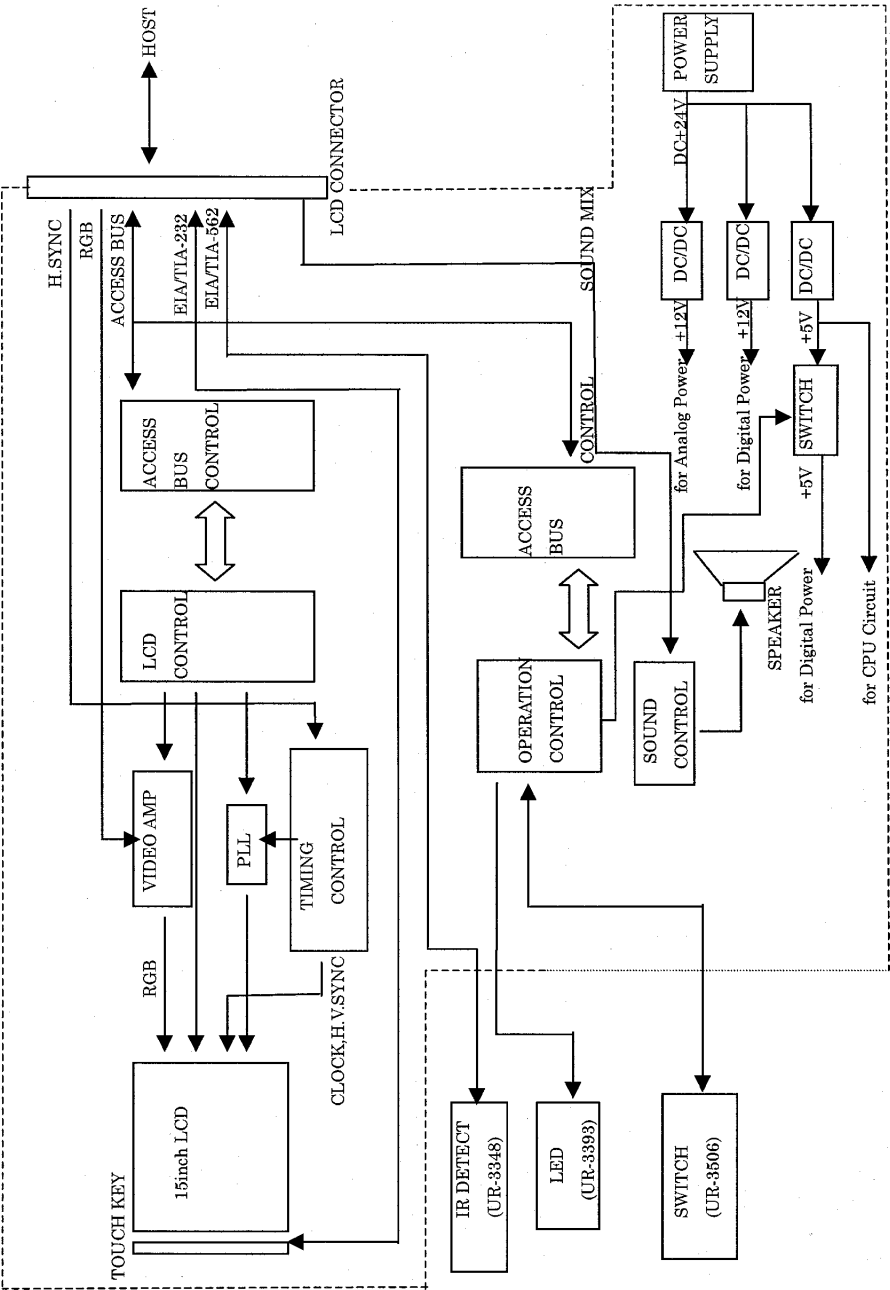 TOUCH KEY
15inch LCD
RGB
CLOCK,H.V.SYNC
VIDEO AMP
PLL
TIMING
CONTROL
LCD
CONTROL
ACCESS
BUS
CONTROL
H.SYNC
RGB
ACCESS BUS
EIA/TIA-232
EIA/TIA-562
LCD CONNECTOR
HOST
IR DETECT
(UR-3348)
LED
(UR-3393)
SWITCH
(UR-3506)
OPERATION
CONTROL
ACCESS
BUS
CONTROL
SOUND MIX
SOUND
CONTROL
SPEAKER
for Analog Power
+12V
DC/DC
DC+24V
POWER
SUPPLY
for Digital Power
+12V
DC/DC
for Digital Power
+5V
SWITCH
+5V
DC/DC
for CPU Circuit